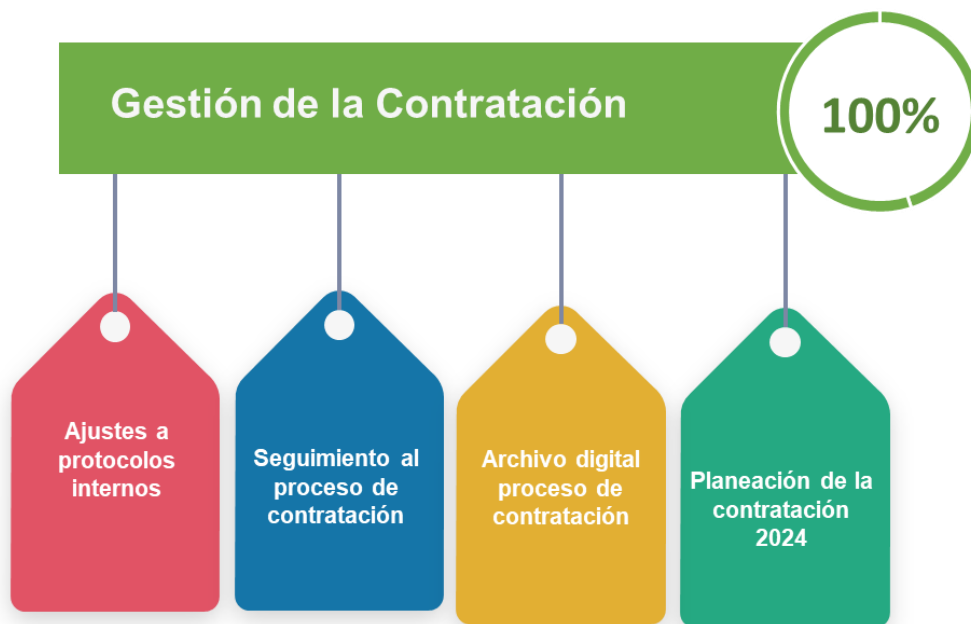 Gestión de la Contratación
100%
Ajustes a
protocolos
internos
Seguimiento al
proceso de
contratación
Archivo digital
proceso de
contratación
Planeación de la
contratación
2024